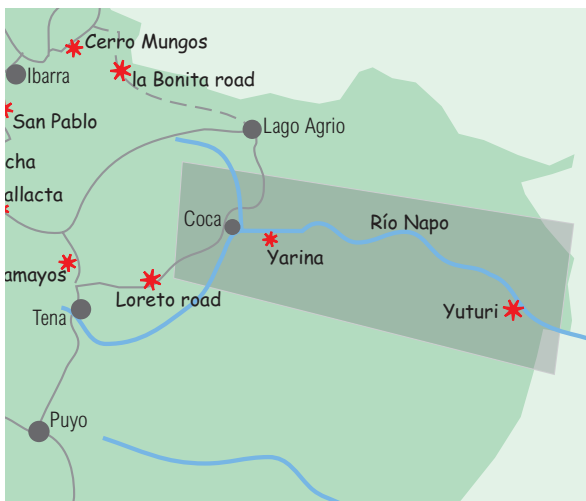 Cerro Mungos
Ibarra
la Bonita road
San Pablo
Lago Agrio
cha
allacta
Coca
Río Napo
Yarina
amayos
Loreto road
Tena
Yuturi
Puyo